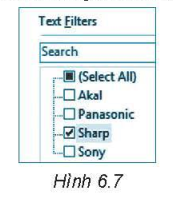 Text Filters
Search
(Select All)
Akal
Panasonic
Sharp
Sony
Hình 6.7